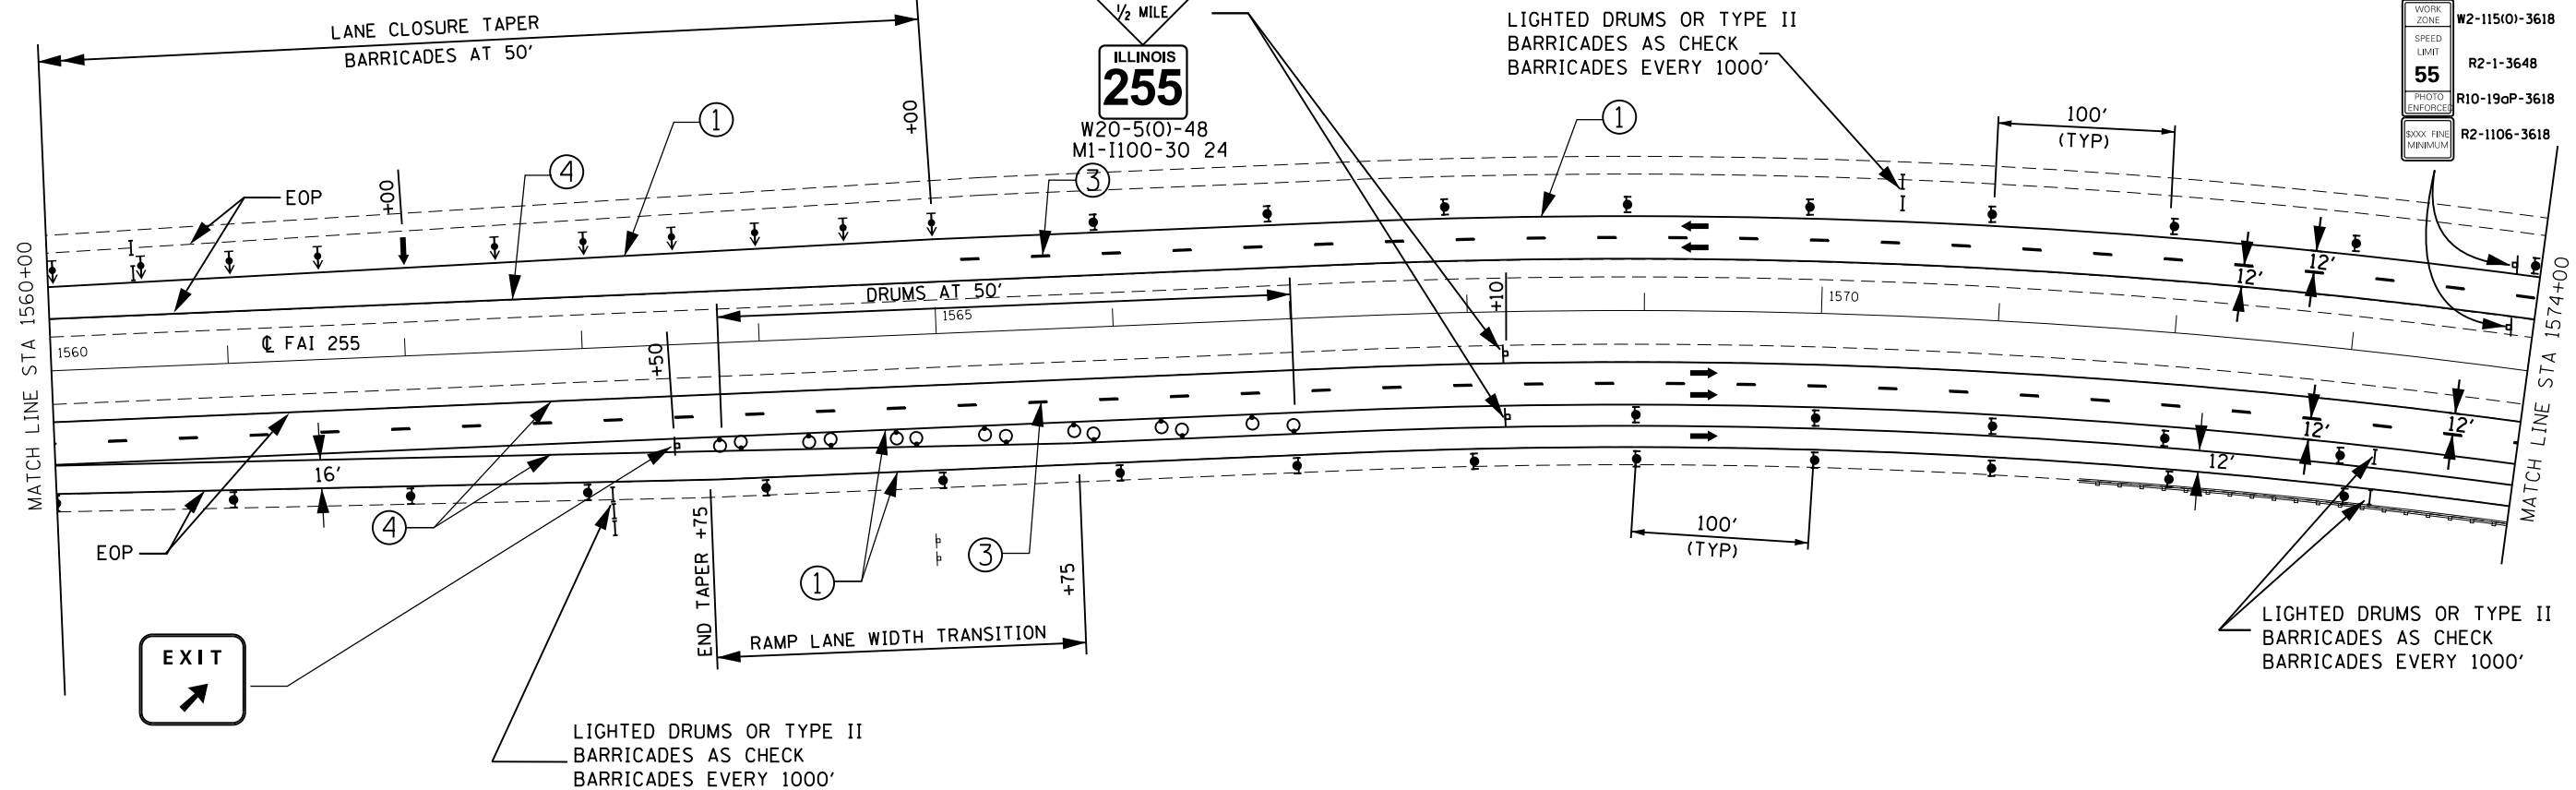 LANE CLOSURE TAPER
BARRICADES AT 50'
½ MILE
ILLINOIS
255
W20-5(O)-48
M1-I100-30 24
LIGHTED DRUMS OR TYPE II
BARRICADES AS CHECK
BARRICADES EVERY 1000'
WORK
ZONE
W2-115(O)-3618
SPEED
LIMIT
55
R2-1-3648
PHOTO
ENFORCED
R10-19aP-3618
$XXX FINE
MINIMUM
R2-1106-3618
100'
(TYP)
+00
1
1
4
3
+00
EOP
MATCH LINE STA 1560+00
12'
12'
DRUMS AT 50'
+10
1570
1565
1560
℄ FAI 255
+50
MATCH LINE STA 1574+00
12'
12'
12'
16'
4
EOP
END TAPER +75
1
3
+75
100'
(TYP)
RAMP LANE WIDTH TRANSITION
EXIT
LIGHTED DRUMS OR TYPE II
BARRICADES AS CHECK
BARRICADES EVERY 1000'
LIGHTED DRUMS OR TYPE II
BARRICADES AS CHECK
BARRICADES EVERY 1000'